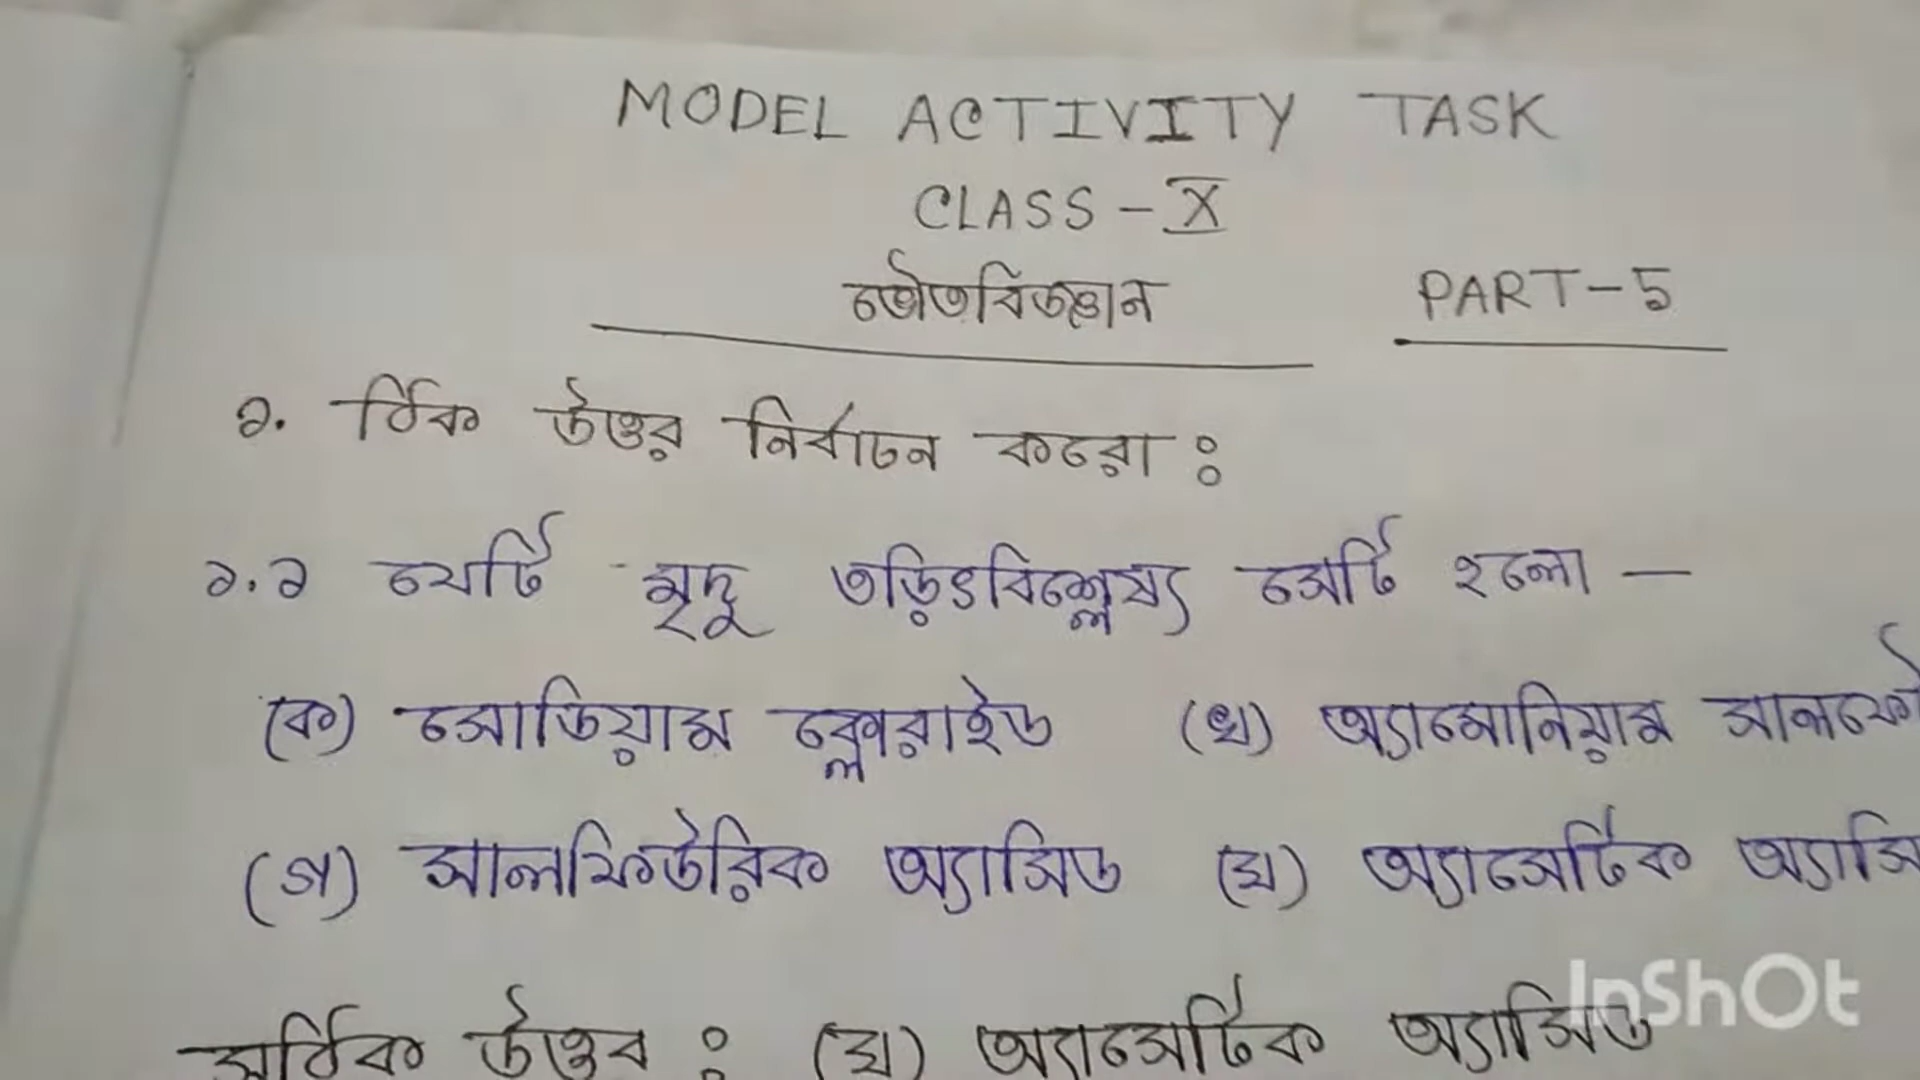 MODEL ACTIVITY TASK
CLASS - X
ভৌতবিজ্ঞান PART-5
১. ঠিক উত্তর নির্বাচন করো :
১.১ যেটি মৃদু তড়িৎবিশ্লেষ্য সেটি হলো —
(ক) সোডিয়াম ক্লোরাইড (খ) অ্যামোনিয়াম
(গ) সালফিউরিক অ্যাসিড (ঘ) অ্যাসেটিক
সঠিক উত্তর : (ঘ) অ্যাসেটিক অ্যাসিড
InShOt